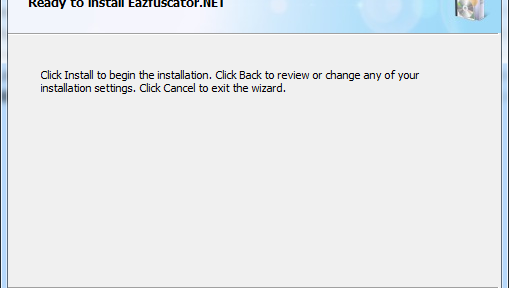 Ready to install Eazfuscator.NET
Click Install to begin the installation. Click Back to review or change any of your
installation settings. Click Cancel to exit the wizard.